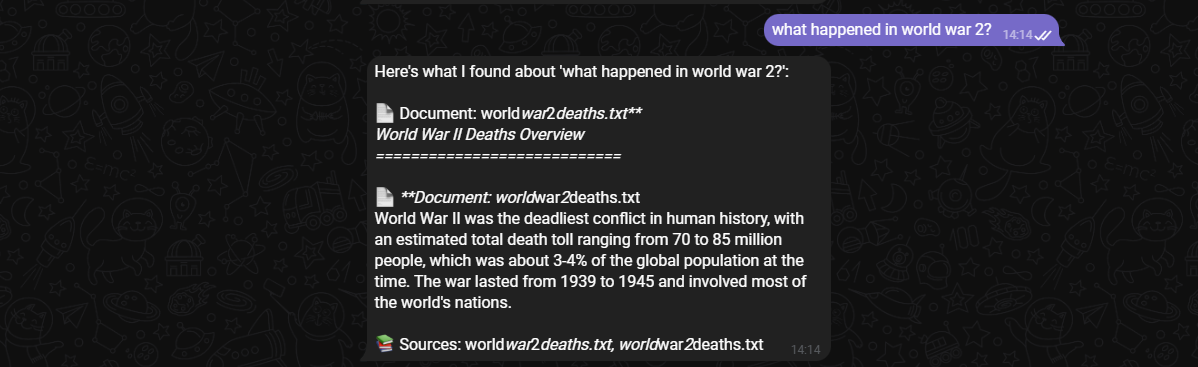 what happened in world war 2?
14:14
Here's what I found about 'what happened in world war 2?':
Document: worldwar2deaths.txt**
World War II Deaths Overview
============================
**Document: worldwar2deaths.txt
World War II was the deadliest conflict in human history, with
an estimated total death toll ranging from 70 to 85 million
people, which was about 3-4% of the global population at the
time. The war lasted from 1939 to 1945 and involved most of
the world's nations.
Sources: worldwar2deaths.txt, worldwar2deaths.txt
14:14